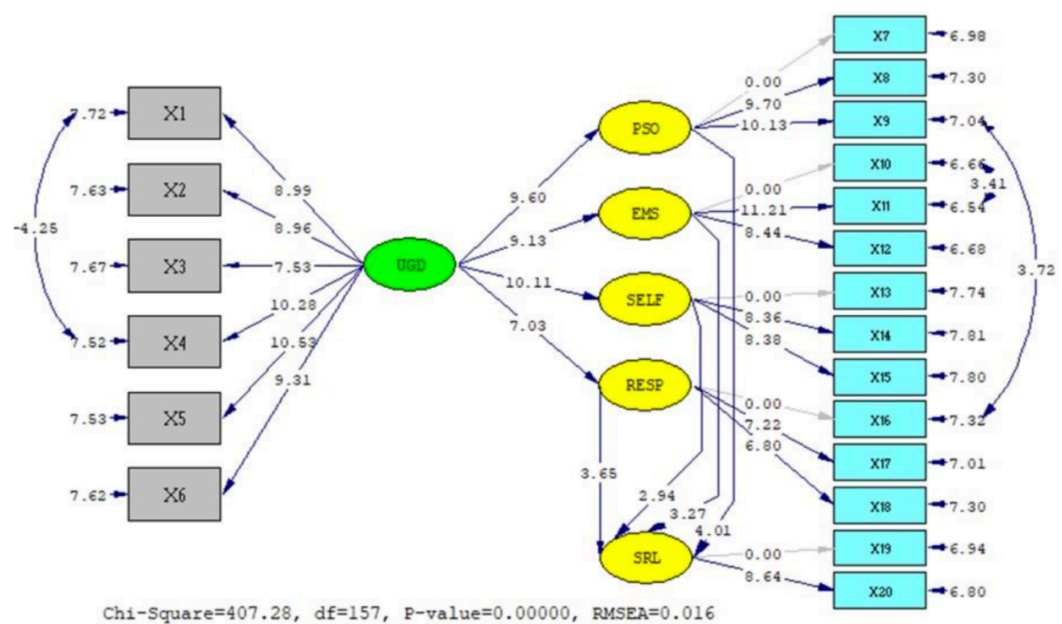 X7 6.98
0.00
X8 7.30
9.70
7.72 X1 PSO 10.13 X9 7.04
X10 6.66
0.00 3.41
7.63 X2 8.99 9.60 EMS 11.21 X11 6.54
-4.25 8.96 9.13 8.44 X12 6.68
7.67 X3 7.53 UGD 3.72
10.11 SELF 0.00 X13 7.74
10.28 8.36 X14 7.81
7.52 X4 10.53 7.03 8.38
9.31 RESP X15 7.80
0.00 X16 7.32
7.53 X5 7.22
6.80 X17 7.01
3.65 2.94
7.62 X6 3.27 X18 7.30
4.01
SRL 0.00 X19 6.94
8.64 X20 6.80
Chi-Square=407.28, df=157, P-value=0.00000, RMSEA=0.016